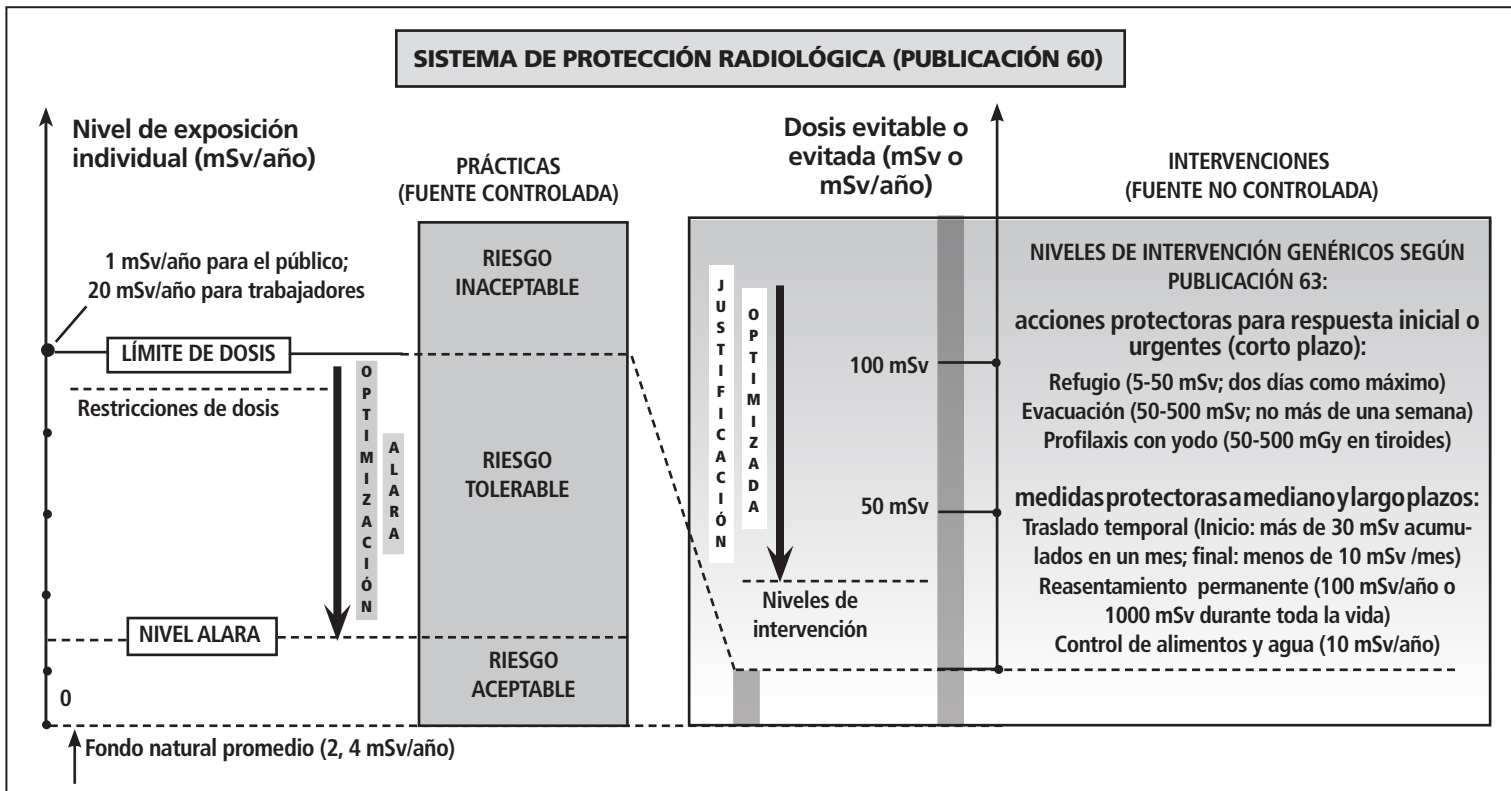 SISTEMA DE PROTECCIÓN RADIOLÓGICA (PUBLICACIÓN 60)
Nivel de exposición
individual (mSv/año)
PRÁCTICAS
(FUENTE CONTROLADA)
1 mSv/año para el público;
20 mSv/año para trabajadores
LÍMITE DE DOSIS
Restricciones de dosis
OPTIMIZACIÓN
ALARA
NIVEL ALARA
0
Fondo natural promedio (2, 4 mSv/año)
RIESGO
INACEPTABLE
RIESGO
TOLERABLE
RIESGO
ACEPTABLE
Dosis evitable o
evitada (mSv o
mSv/año)
JUSTIFICACIÓN
OPTIMIZADA
100 mSv
50 mSv
Niveles de
intervención
INTERVENCIONES
(FUENTE NO CONTROLADA)
NIVELES DE INTERVENCIÓN GENÉRICOS SEGÚN
PUBLICACIÓN 63:
acciones protectoras para respuesta inicial o
urgentes (corto plazo):
Refugio (5-50 mSv; dos días como máximo)
Evacuación (50-500 mSv; no más de una semana)
Profilaxis con yodo (50-500 mGy en tiroides)
medidas protectoras a mediano y largo plazos:
Traslado temporal (Inicio: más de 30 mSv acumu-
lados en un mes; final: menos de 10 mSv /mes)
Reasentamiento permanente (100 mSv/año o
1000 mSv durante toda la vida)
Control de alimentos y agua (10 mSv/año)